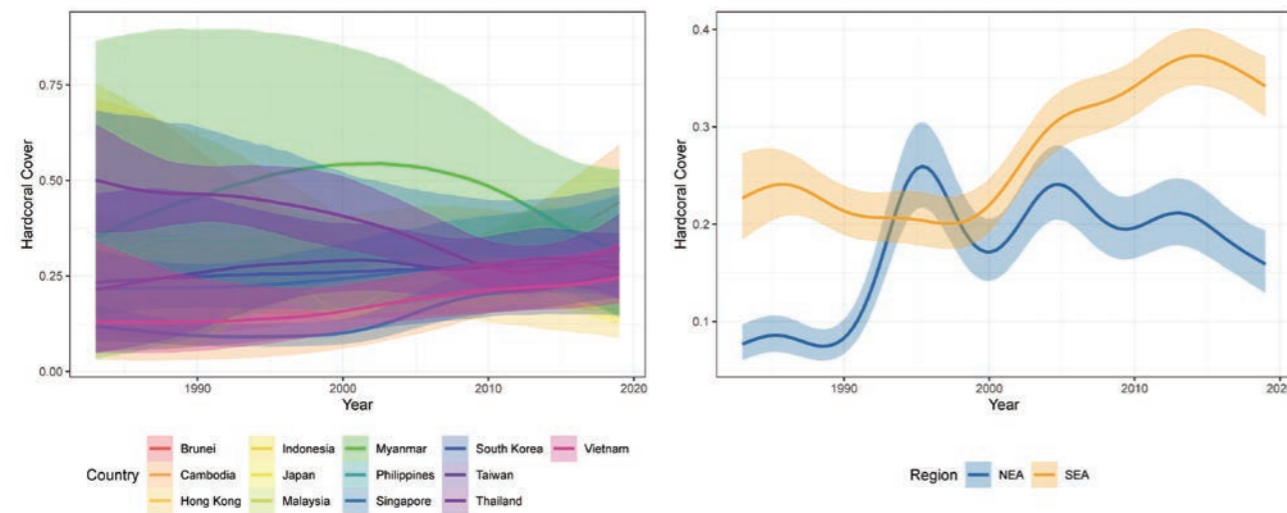 Hardcoral Cover
0.75
0.50
0.25
0.00
1990
2000
2010
2020
Year
Country
Brunei
Cambodia
Hong Kong
Indonesia
Japan
Malaysia
Myanmar
Philippines
Singapore
South Korea
Taiwan
Thailand
Vietnam
Hardcoral Cover
0.4
0.3
0.2
0.1
1990
2000
2010
202
Year
Region
NEA
SEA